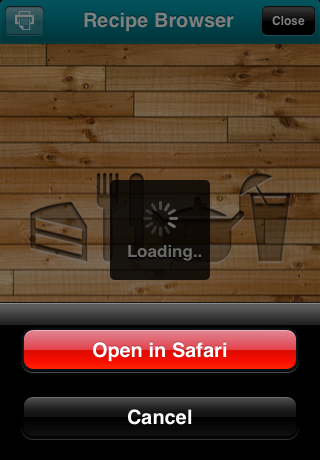 Recipe Browser
Close
Loading..
Open in Safari
Cancel